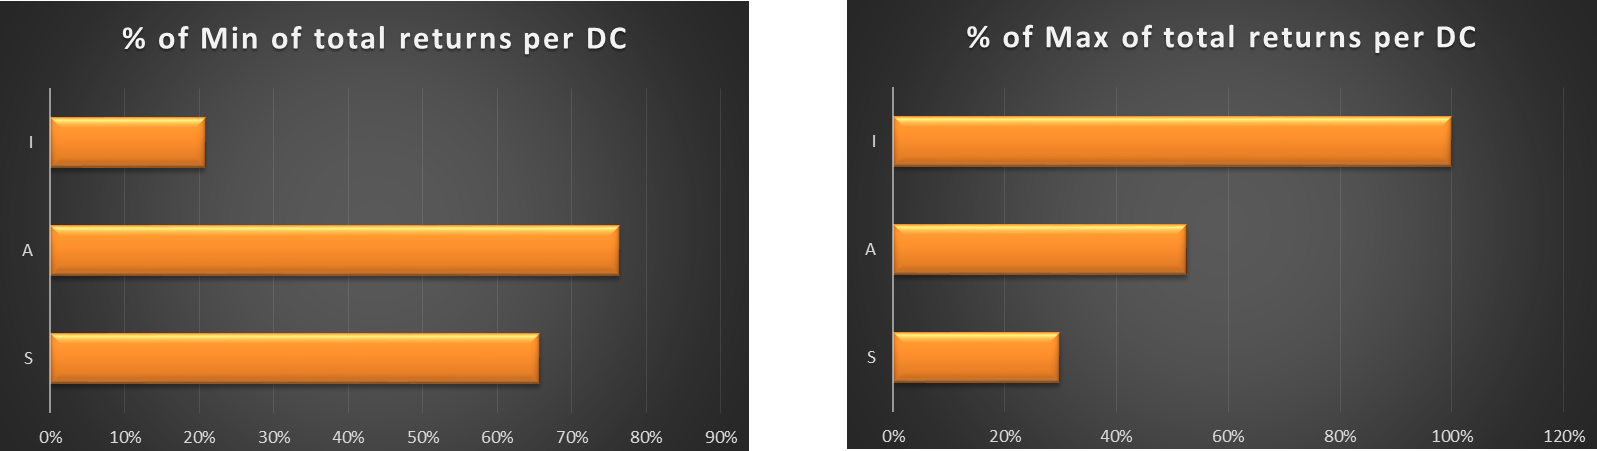 % of Min of total returns per DC
I
A
S
0% 10% 20% 30% 40% 50% 60% 70% 80% 90%
% of Max of total returns per DC
I
A
S
0% 20% 40% 60% 80% 100% 120%